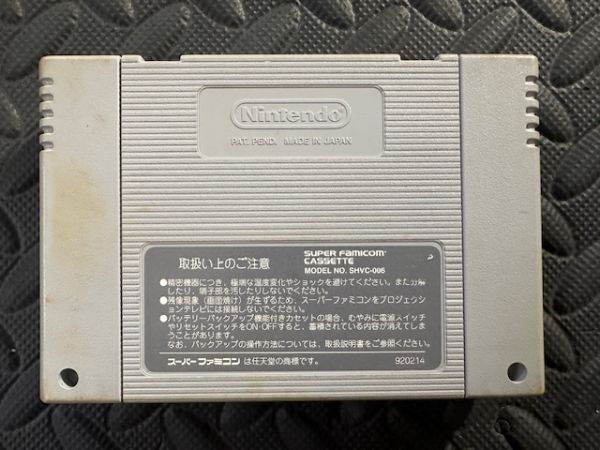 Nintendo
PAT. PEND. MADE IN JAPAN
取扱い上のご注意
SUPER FAMICOM
CASSETTE
MODEL NO. SHVC-006
●精密機器につき、極端な温度変化やショックを避けてください。また分解
したり、端子部を汚したりしないでください。
●残像現象（画面焼け）が生ずるため、スーパーファミコンをプロジェクシ
ョンテレビには接続しないでください。
●バッテリーバックアップ機能付きカセットの場合、むやみに電源スイッチ
やリセットスイッチをON-OFFすると、蓄積されている内容が消えてしま
うことがあります。
なお、バックアップの操作方法については、取扱説明書をご参照ください。
スーパーファミコンは任天堂の商標です。
920214